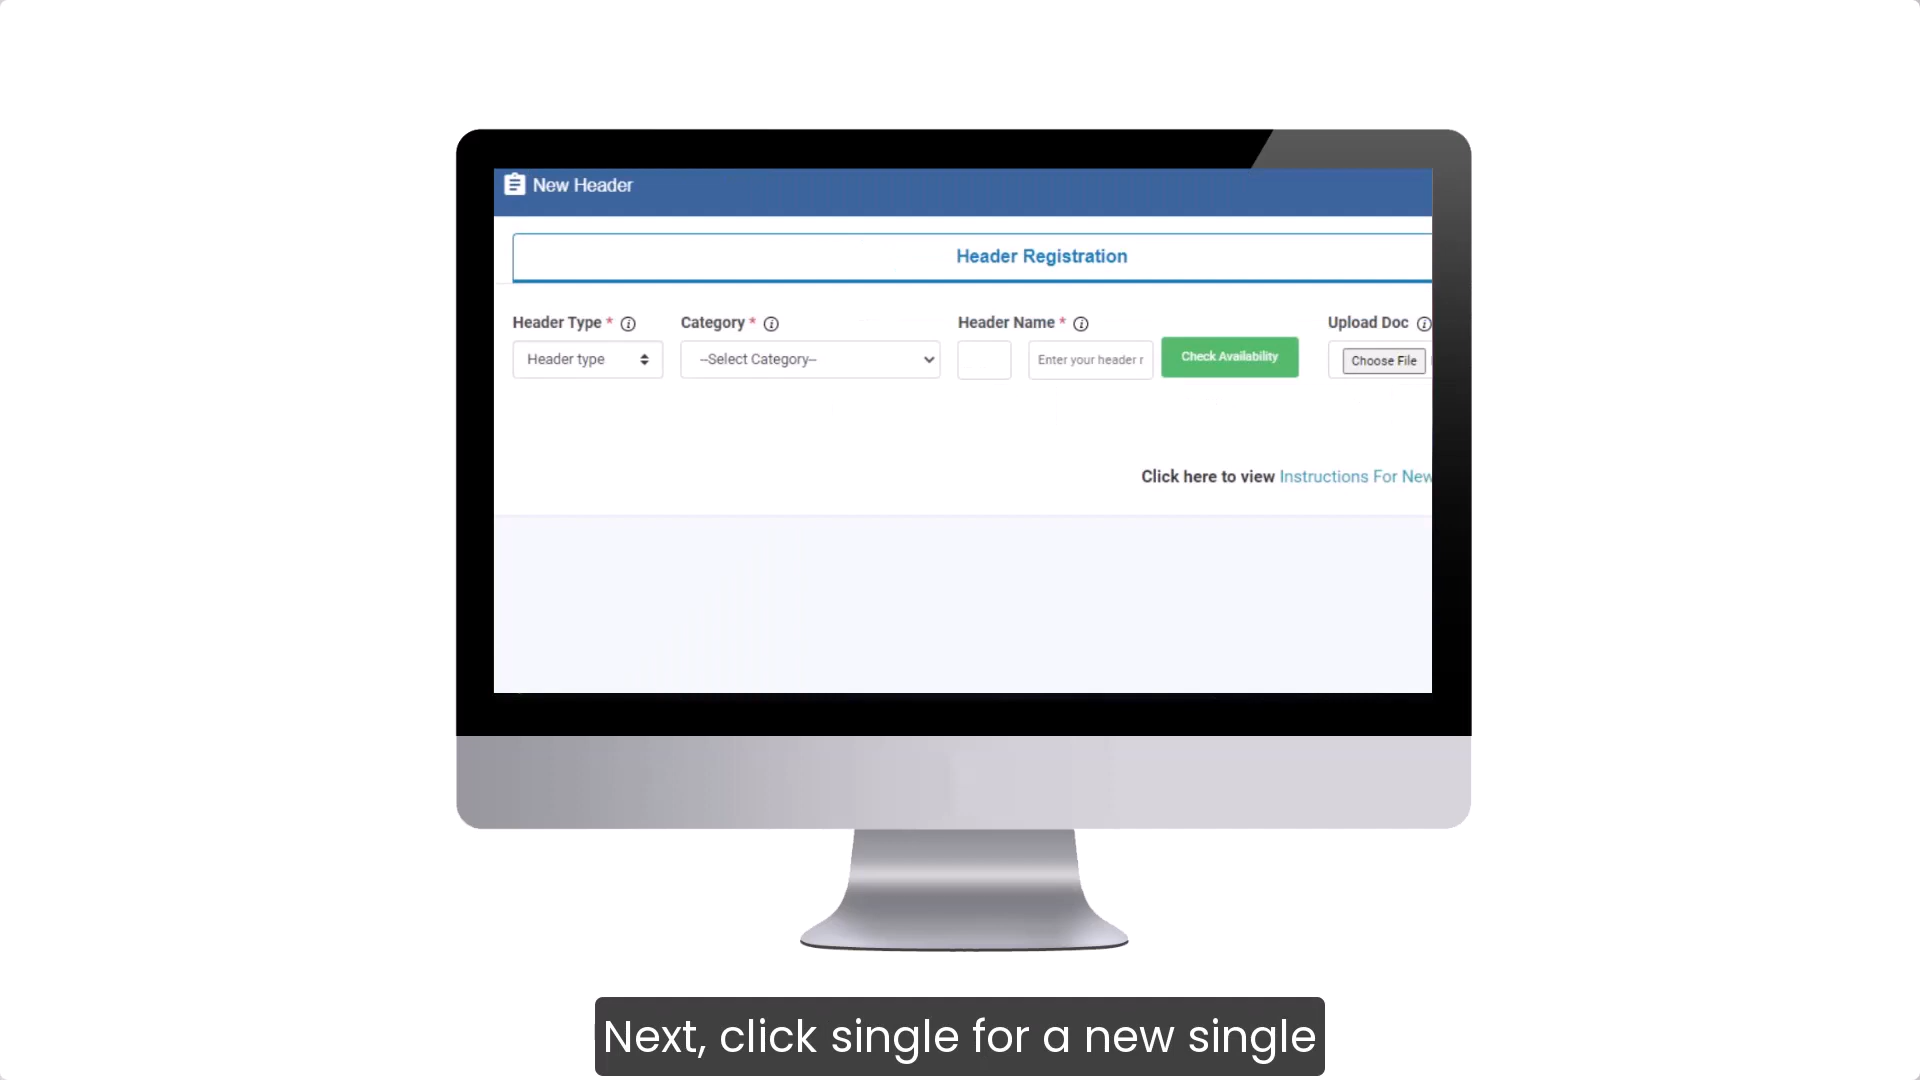 New Header
Header Registration
Header Type * Category * Header Name * Upload Doc
Header type --Select Category-- Enter your header r Check Availability Choose File
Click here to view Instructions For New
Next, click single for a new single